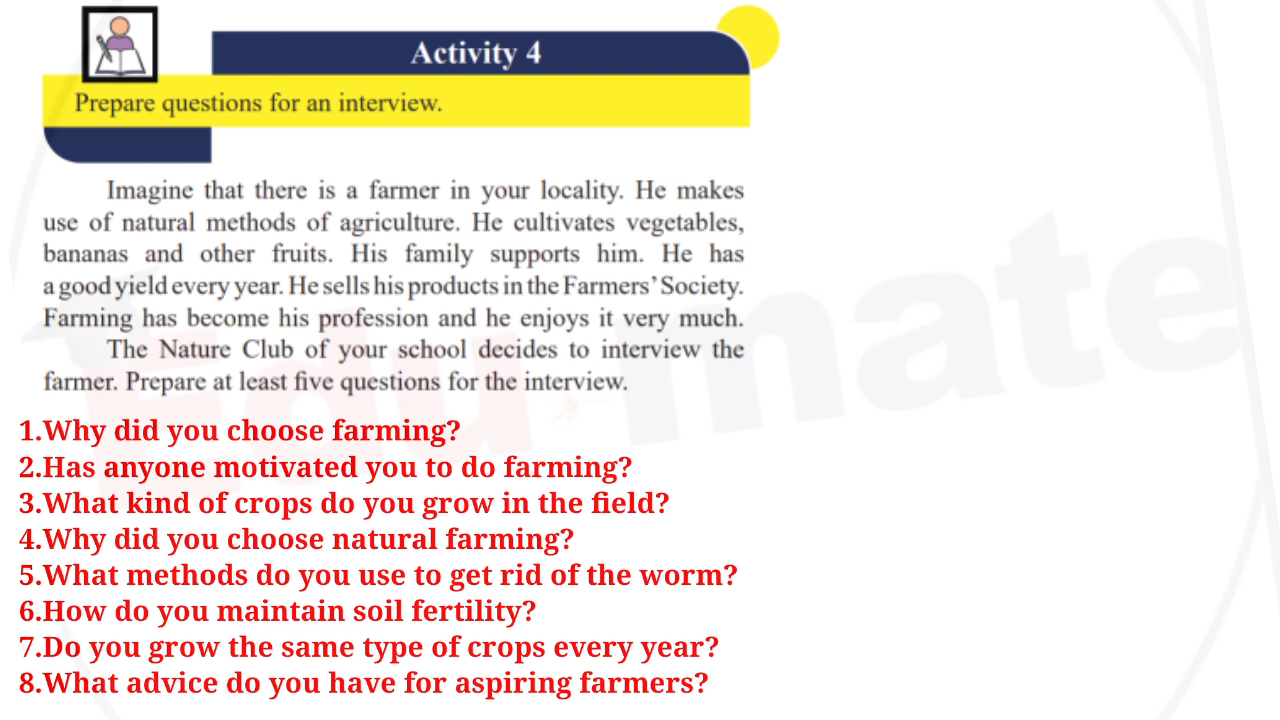 Activity 4
Prepare questions for an interview.
Imagine that there is a farmer in your locality. He makes
use of natural methods of agriculture. He cultivates vegetables,
bananas and other fruits. His family supports him. He has
a good yield every year. He sells his products in the Farmers' Society.
Farming has become his profession and he enjoys it very much.
The Nature Club of your school decides to interview the
farmer. Prepare at least five questions for the interview.
Edumate
1.Why did you choose farming?
2.Has anyone motivated you to do farming?
3.What kind of crops do you grow in the field?
4.Why did you choose natural farming?
5.What methods do you use to get rid of the worm?
6.How do you maintain soil fertility?
7.Do you grow the same type of crops every year?
8.What advice do you have for aspiring farmers?